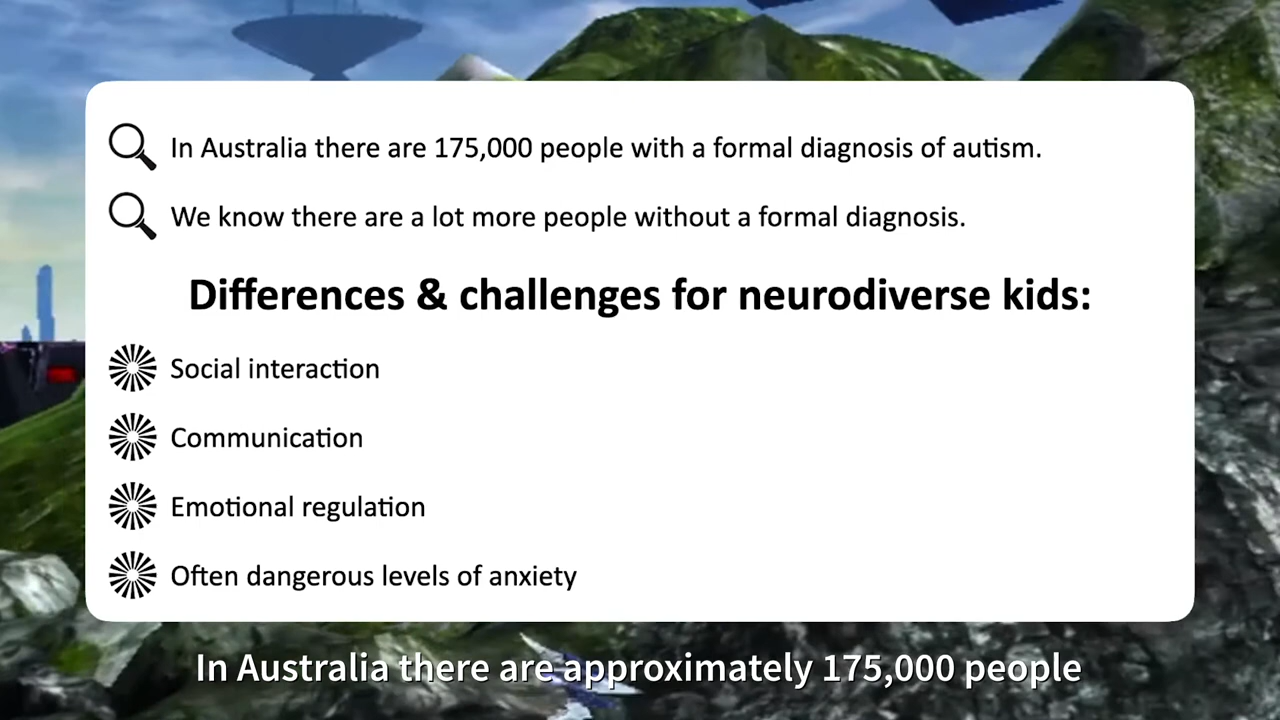 In Australia there are 175,000 people with a formal diagnosis of autism.
We know there are a lot more people without a formal diagnosis.
Differences & challenges for neurodiverse kids:
Social interaction
Communication
Emotional regulation
Often dangerous levels of anxiety
In Australia there are approximately 175,000 people